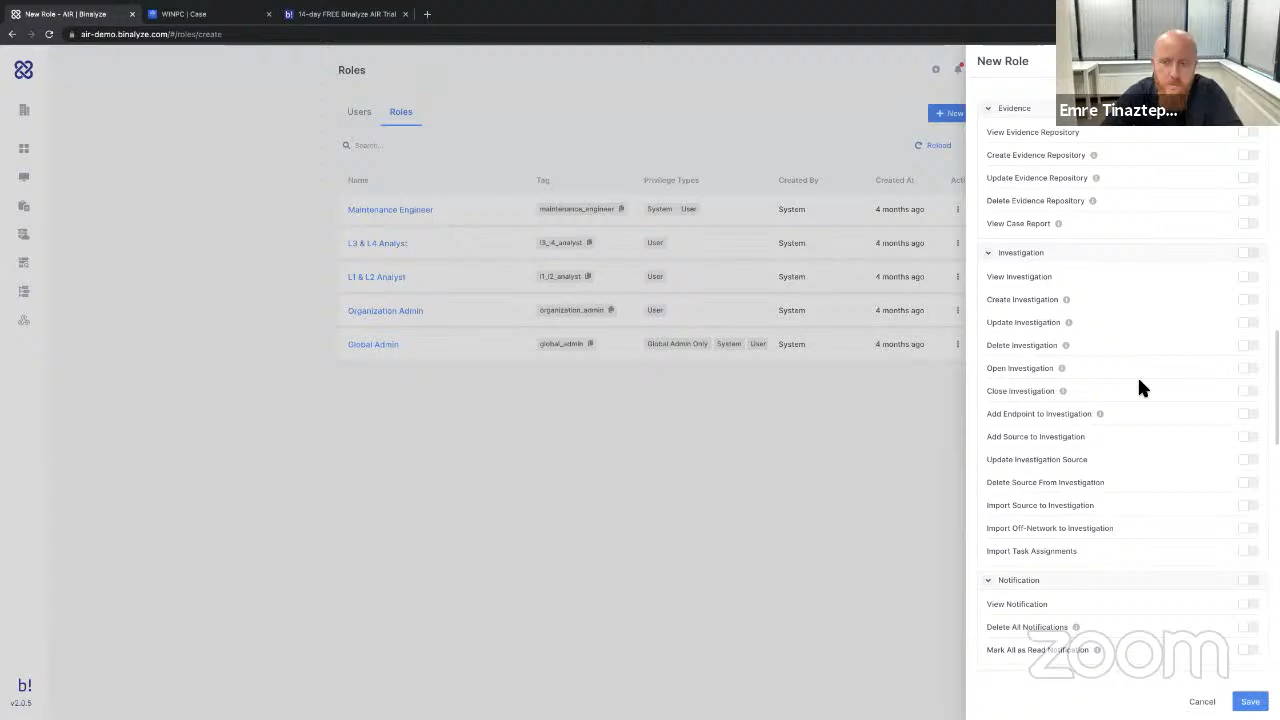 New Role - AIR | Binalyze
WINPC | Case
14-day FREE Binalyze AIR Trial
air-demo.binalyze.com/#/roles/create
Roles
Users
Roles
+ New
Search...
Reload
Name
Tag
Privilege Types
Created By
Created At
Acti
Maintenance Engineer
maintenance_engineer
System
User
System
4 months ago
L3 & L4 Analyst
l3_l4_analyst
User
System
4 months ago
L1 & L2 Analyst
l1_l2_analyst
User
System
4 months ago
Organization Admin
organization_admin
User
System
4 months ago
Global Admin
global_admin
Global Admin Only
System
User
System
4 months ago
b!
v2.0.5
New Role
Emre Tinaztep...
Evidence
View Evidence Repository
Create Evidence Repository
Update Evidence Repository
Delete Evidence Repository
View Case Report
Investigation
View Investigation
Create Investigation
Update Investigation
Delete Investigation
Open Investigation
Close Investigation
Add Endpoint to Investigation
Add Source to Investigation
Update Investigation Source
Delete Source From Investigation
Import Source to Investigation
Import Off-Network to Investigation
Import Task Assignments
Notification
View Notification
Delete All Notifications
Mark All as Read Notification
zoom
Cancel
Save